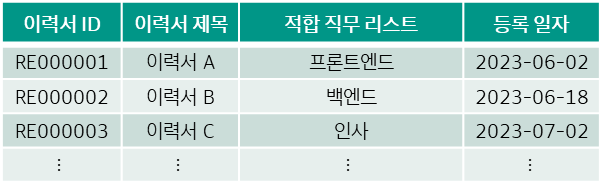 이력서 ID 이력서 제목 적합 직무 리스트 등록 일자
RE000001 이력서 A 프론트엔드 2023-06-02
RE000002 이력서 B 백엔드 2023-06-18
RE000003 이력서 C 인사 2023-07-02
⋮ ⋮ ⋮ ⋮